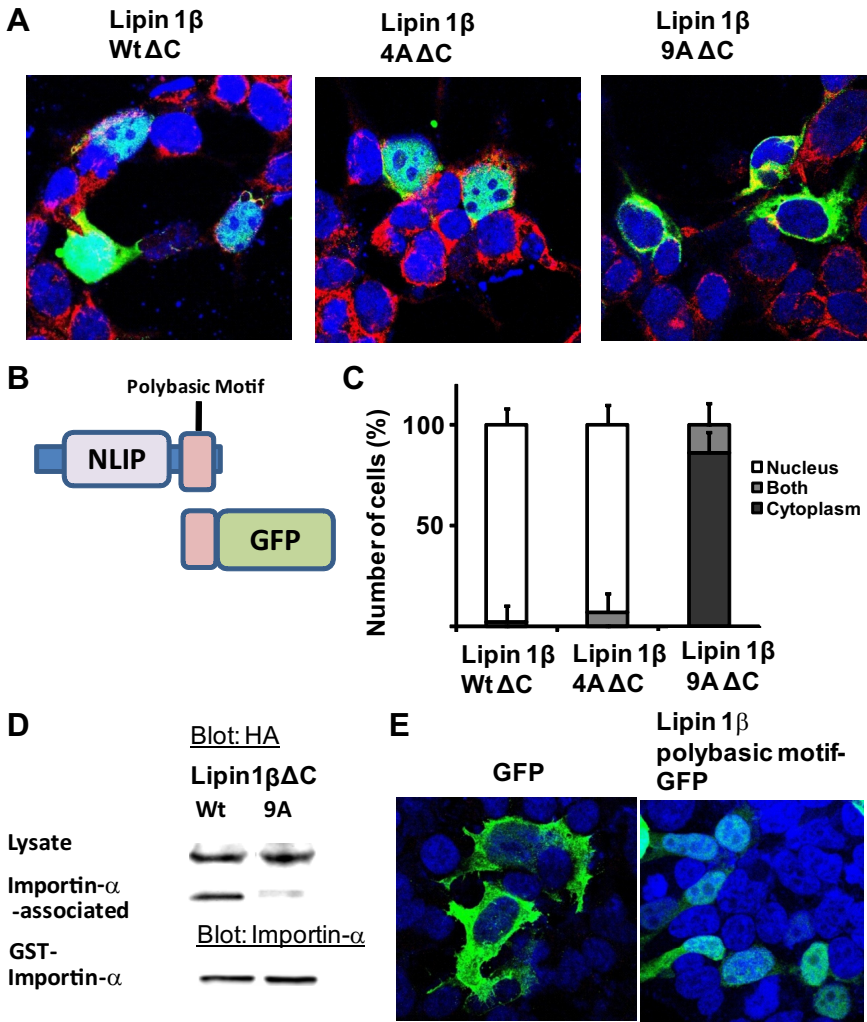 A
Lipin 1β
Wt ΔC
Lipin 1β
4A ΔC
Lipin 1β
9A ΔC
B
Polybasic Motif
NLIP
GFP
C
Number of cells (%)
100
50
Nucleus
Both
Cytoplasm
Lipin 1β
Wt ΔC
Lipin 1β
4A ΔC
Lipin 1β
9A ΔC
D
Blot: HA
Lipin1βΔC
Wt
9A
Lysate
Importin-α
-associated
Blot: Importin-α
GST-
Importin-α
E
GFP
Lipin 1β
polybasic motif-
GFP